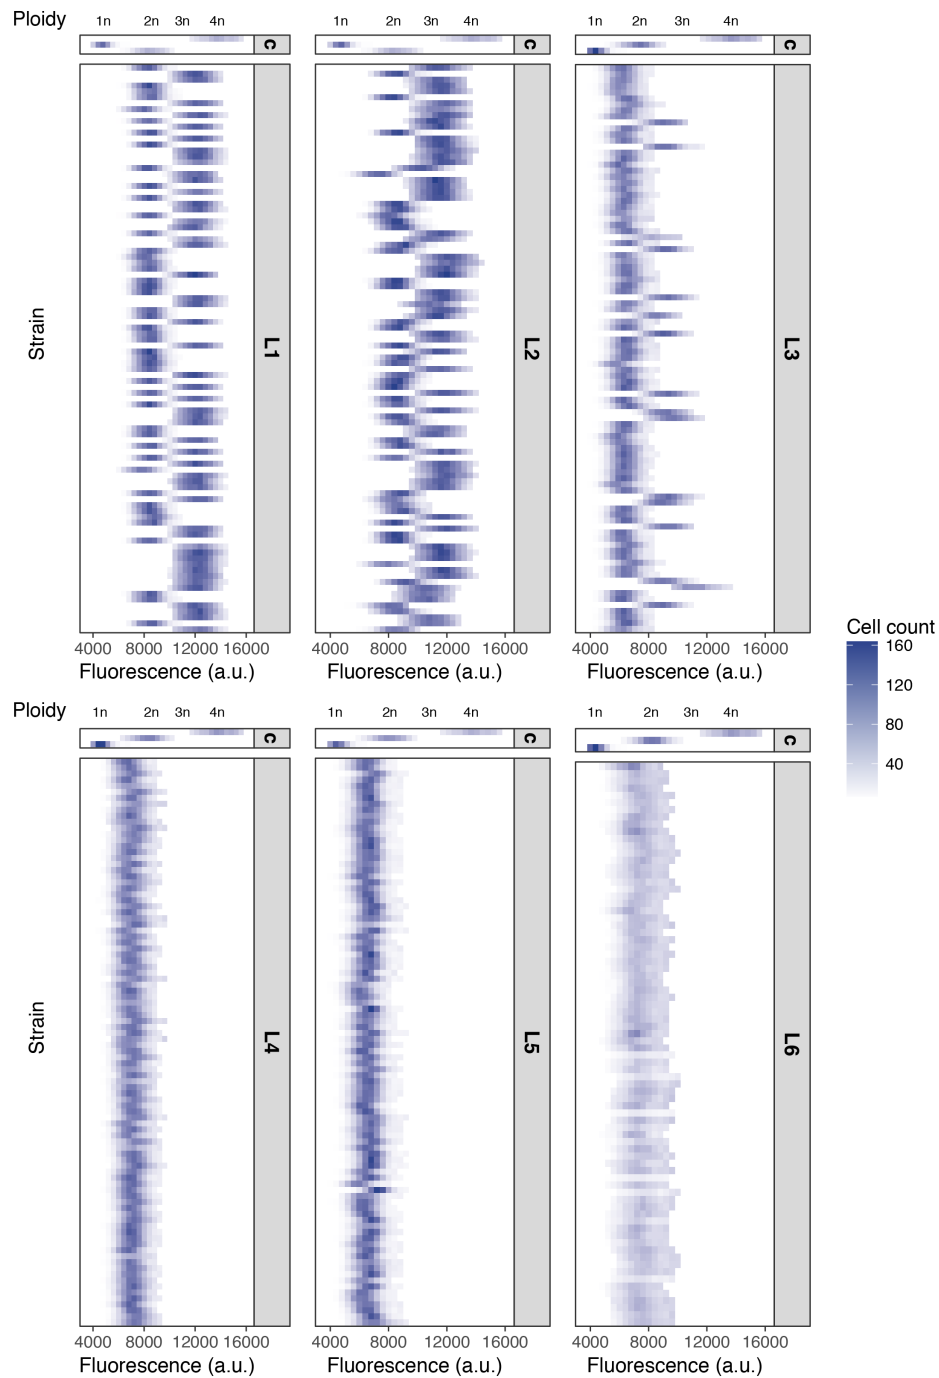 Ploidy 1n 2n 3n 4n 1n 2n 3n 4n 1n 2n 3n 4n
c c c
Strain L1 L2 L3
4000 8000 12000 16000 4000 8000 12000 16000 4000 8000 12000 16000
Fluorescence (a.u.) Fluorescence (a.u.) Fluorescence (a.u.)
Cell count
160
120
80
40
Ploidy 1n 2n 3n 4n 1n 2n 3n 4n 1n 2n 3n 4n
c c c
Strain L4 L5 L6
4000 8000 12000 16000 4000 8000 12000 16000 4000 8000 12000 16000
Fluorescence (a.u.) Fluorescence (a.u.) Fluorescence (a.u.)